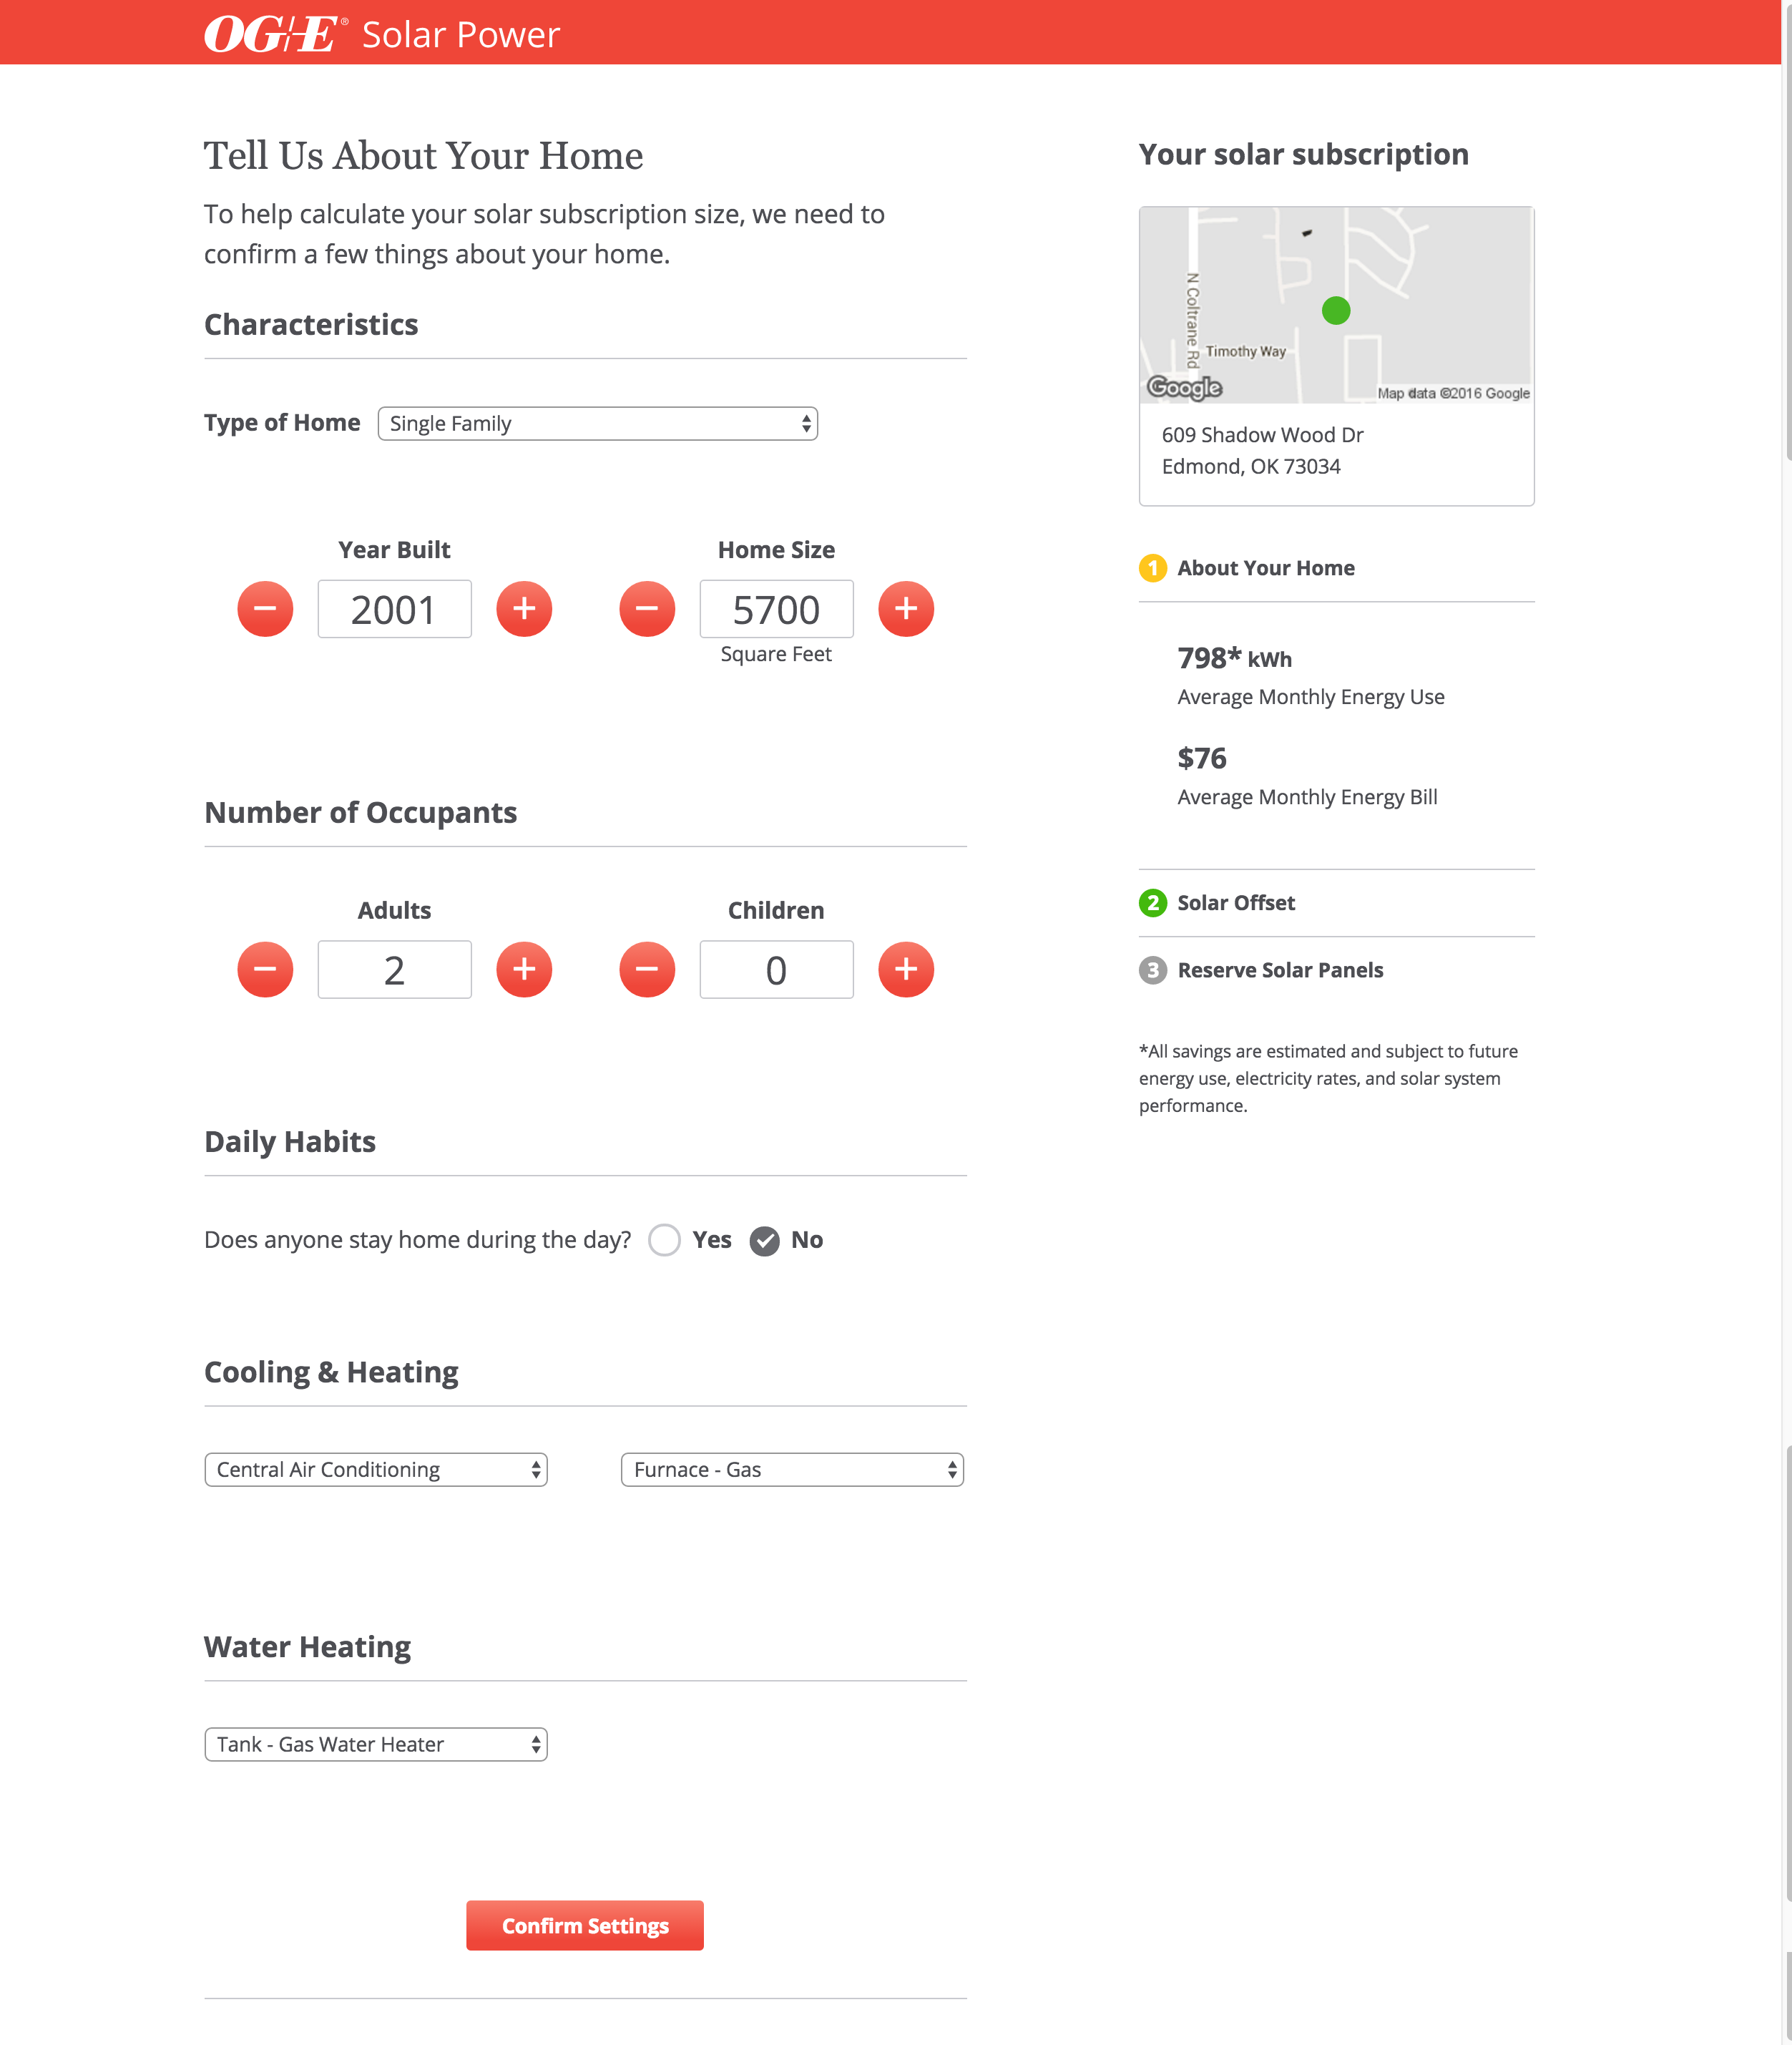 OG+E® Solar Power
Tell Us About Your Home
To help calculate your solar subscription size, we need to
confirm a few things about your home.
Characteristics
Type of Home Single Family
Year Built Home Size
− 2001 + − 5700 +
Square Feet
Number of Occupants
Adults Children
− 2 + − 0 +
Daily Habits
Does anyone stay home during the day? Yes No
Cooling & Heating
Central Air Conditioning Furnace - Gas
Water Heating
Tank - Gas Water Heater
Confirm Settings
Your solar subscription
N Coltrane Rd
Timothy Way
Google
Map data ©2016 Google
609 Shadow Wood Dr
Edmond, OK 73034
1 About Your Home
798* kWh
Average Monthly Energy Use
$76
Average Monthly Energy Bill
2 Solar Offset
3 Reserve Solar Panels
*All savings are estimated and subject to future
energy use, electricity rates, and solar system
performance.